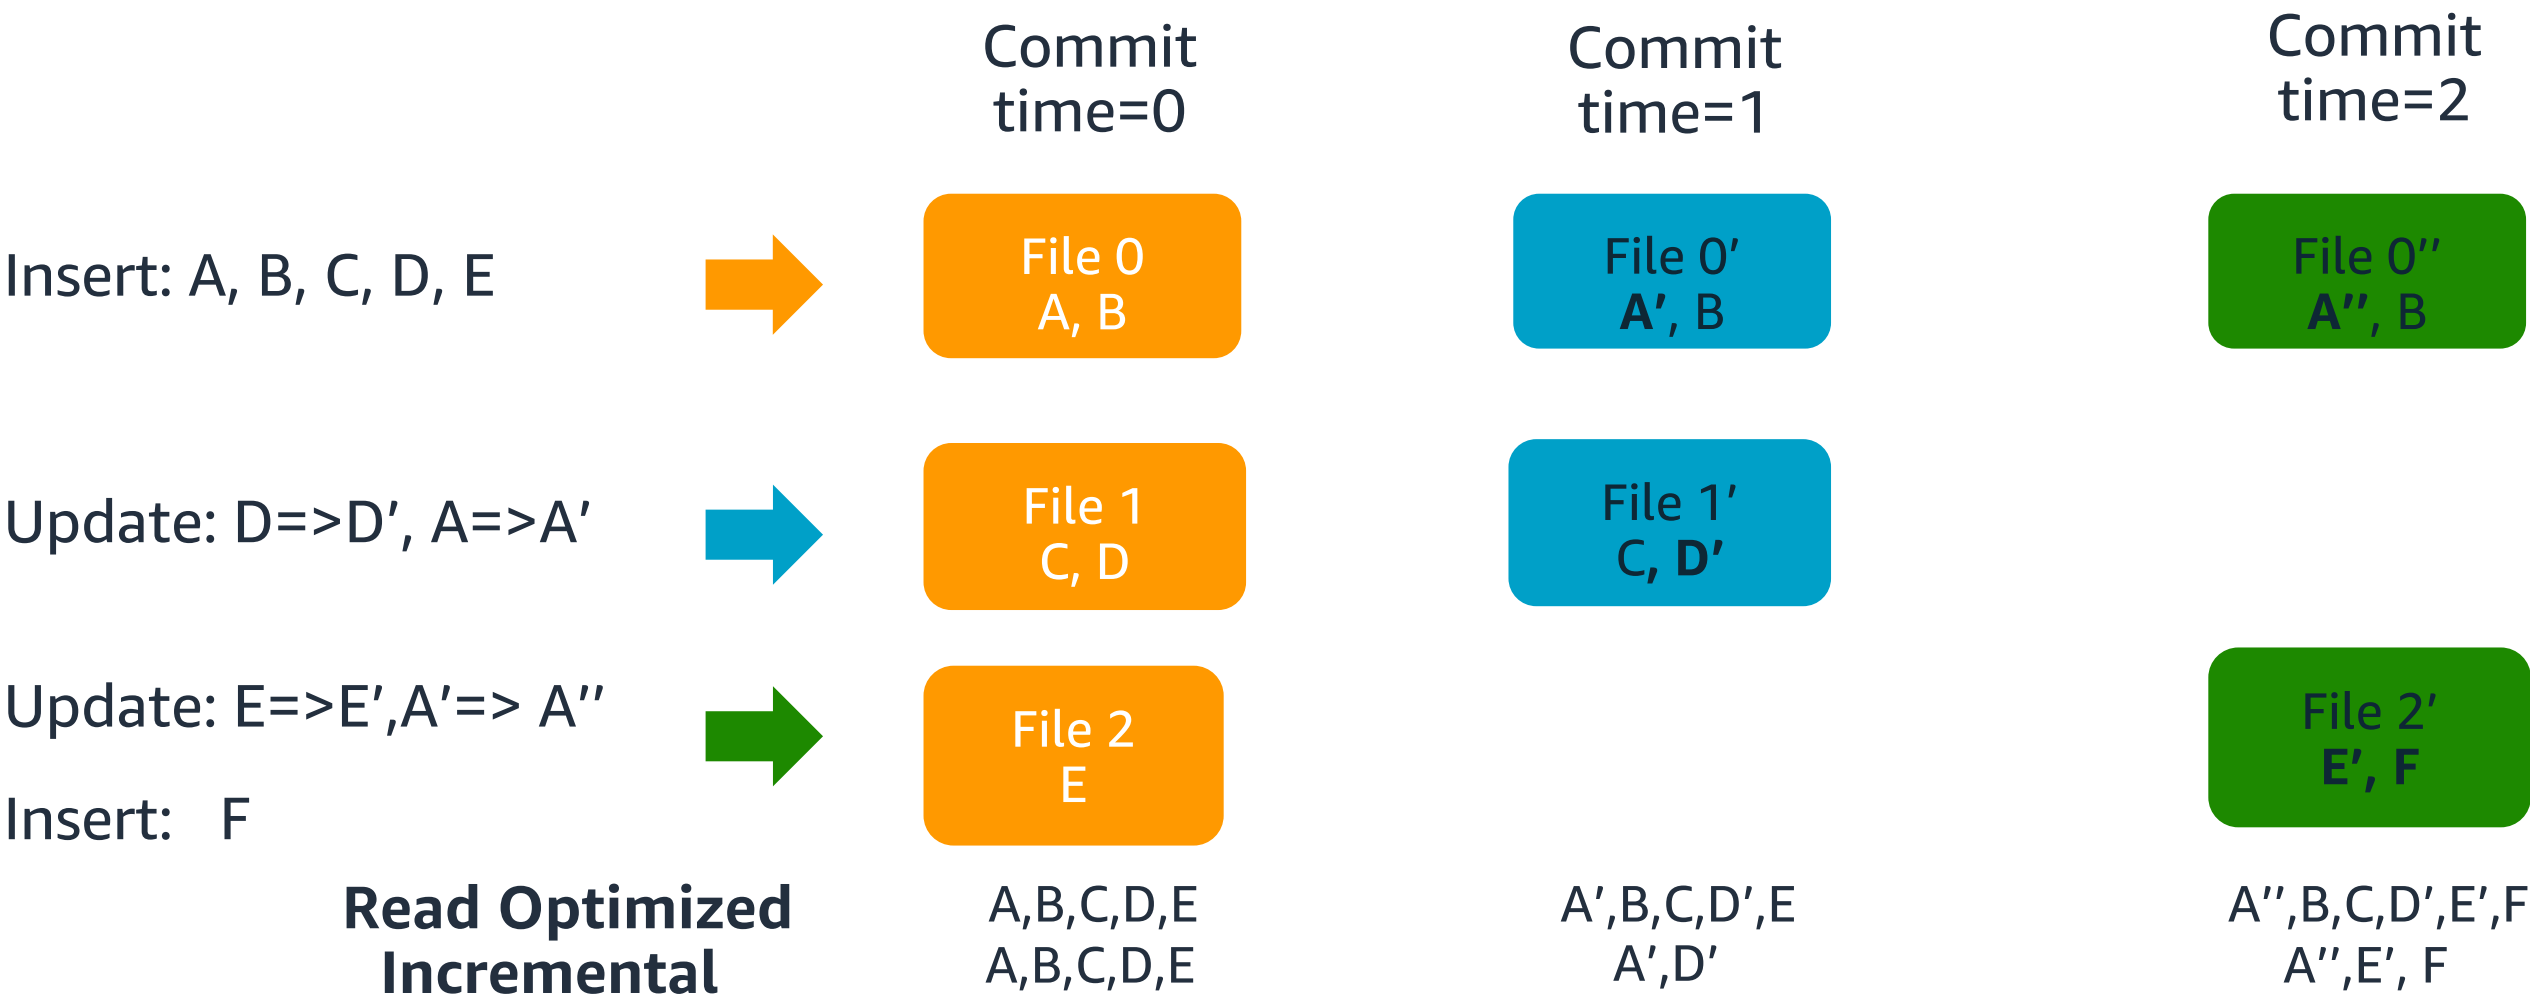 Commit
time=0
Commit
time=1
Commit
time=2
Insert: A, B, C, D, E
File 0
A, B
File 0′
A′, B
File 0′′
A′′, B
Update: D=>D′, A=>A′
File 1
C, D
File 1′
C, D′
Update: E=>E′,A′=> A′′
Insert: F
File 2
E
File 2′
E′, F
Read Optimized
A,B,C,D,E
A′,B,C,D′,E
A′′,B,C,D′,E′,F
Incremental
A,B,C,D,E
A′,D′
A′′,E′, F